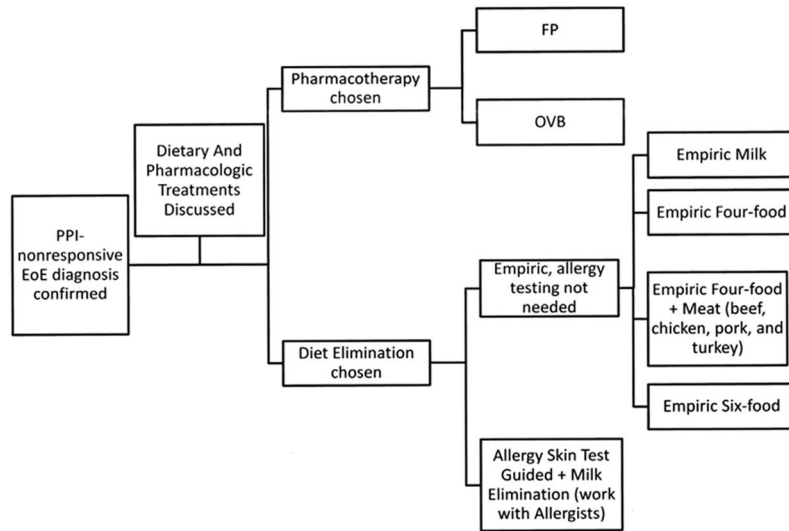 PPI-
nonresponsive
EoE diagnosis
confirmed
Dietary And
Pharmacologic
Treatments
Discussed
Pharmacotherapy
chosen
FP
OVB
Diet Elimination
chosen
Empiric, allergy
testing not
needed
Empiric Milk
Empiric Four-food
Empiric Four-food
+ Meat (beef,
chicken, pork, and
turkey)
Empiric Six-food
Allergy Skin Test
Guided + Milk
Elimination (work
with Allergists)